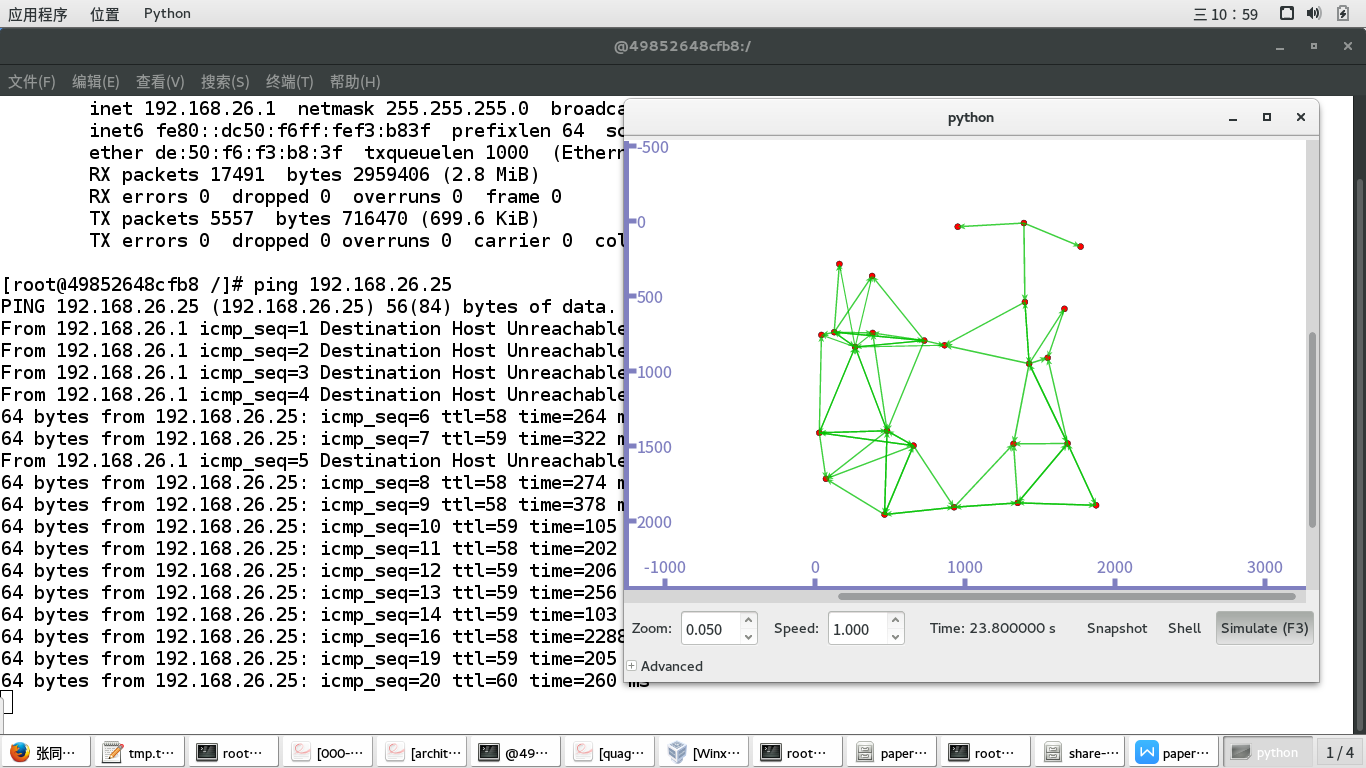 应用程序 位置 Python 三 10：59
@49852648cfb8:/
文件(F) 编辑(E) 查看(V) 搜索(S) 终端(T) 帮助(H)
inet 192.168.26.1 netmask 255.255.255.0 broadca
inet6 fe80::dc50:f6ff:fef3:b83f prefixlen 64 sc
ether de:50:f6:f3:b8:3f txqueuelen 1000 (Ethern
RX packets 17491 bytes 2959406 (2.8 MiB)
RX errors 0 dropped 0 overruns 0 frame 0
TX packets 5557 bytes 716470 (699.6 KiB)
TX errors 0 dropped 0 overruns 0 carrier 0 col
[root@49852648cfb8 /]# ping 192.168.26.25
PING 192.168.26.25 (192.168.26.25) 56(84) bytes of data.
From 192.168.26.1 icmp_seq=1 Destination Host Unreachable
From 192.168.26.1 icmp_seq=2 Destination Host Unreachable
From 192.168.26.1 icmp_seq=3 Destination Host Unreachable
From 192.168.26.1 icmp_seq=4 Destination Host Unreachable
64 bytes from 192.168.26.25: icmp_seq=6 ttl=58 time=264 m
64 bytes from 192.168.26.25: icmp_seq=7 ttl=59 time=322 m
From 192.168.26.1 icmp_seq=5 Destination Host Unreachable
64 bytes from 192.168.26.25: icmp_seq=8 ttl=58 time=274 m
64 bytes from 192.168.26.25: icmp_seq=9 ttl=58 time=378 m
64 bytes from 192.168.26.25: icmp_seq=10 ttl=59 time=105
64 bytes from 192.168.26.25: icmp_seq=11 ttl=58 time=202
64 bytes from 192.168.26.25: icmp_seq=12 ttl=59 time=206
64 bytes from 192.168.26.25: icmp_seq=13 ttl=59 time=256
64 bytes from 192.168.26.25: icmp_seq=14 ttl=59 time=103
64 bytes from 192.168.26.25: icmp_seq=16 ttl=58 time=2288
64 bytes from 192.168.26.25: icmp_seq=19 ttl=59 time=205
64 bytes from 192.168.26.25: icmp_seq=20 ttl=60 time=260 ms
python
-500
0
500
1000
1500
2000
-1000 0 1000 2000 3000
Zoom: 0.050 Speed: 1.000 Time: 23.800000 s Snapshot Shell Simulate (F3)
Advanced
张同… tmp.t… root… [000-… [archit… @49… [quag… [Winx… root… paper… root… share-… paper… python 1 / 4